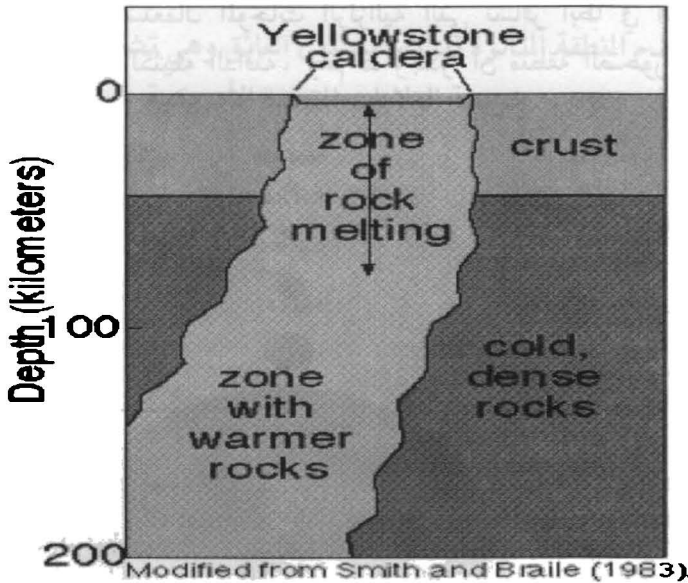 Yellowstone
caldera
0
zone
of
rock
melting
crust
Depth (kilometers)
100
zone
with
warmer
rocks
cold,
dense
rocks
200
Modified from Smith and Braile (1983)